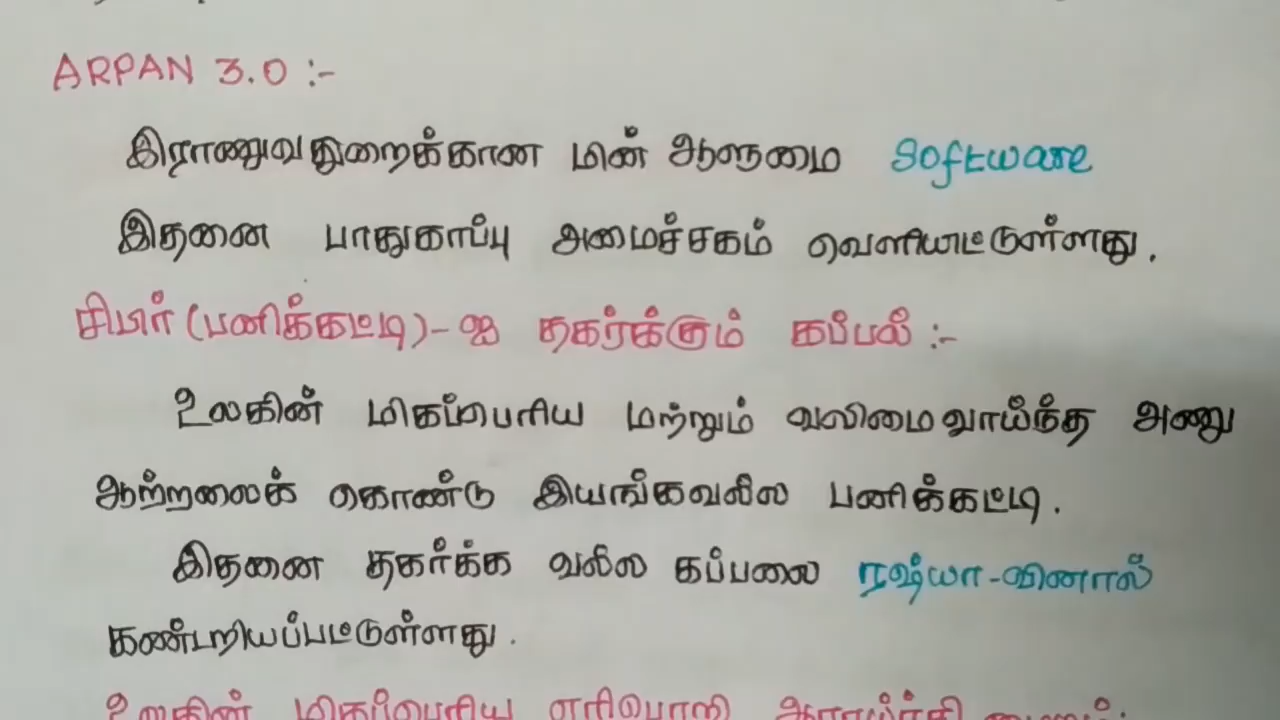 ARPAN 3.0 :-
இராணுவதுறைக்கான மின் ஆளுமை Software
இதனை பாதுகாப்பு அமைச்சகம் வெளியிட்டுள்ளது.
சிபிர் (பனிக்கட்டி)-ஐ தகர்க்கும் கப்பல் :-
உலகின் மிகப்பெரிய மற்றும் வலிமைவாய்ந்த அணு
ஆற்றலைக் கொண்டு இயங்கவல்ல பனிக்கட்டி.
இதனை தகர்க்க வல்ல கப்பலை ரஷ்யா-வினால்
கண்டறியப்பட்டுள்ளது.
உலகின் மிகப்பெரிய எரிபொறி ஆராய்ச்சி